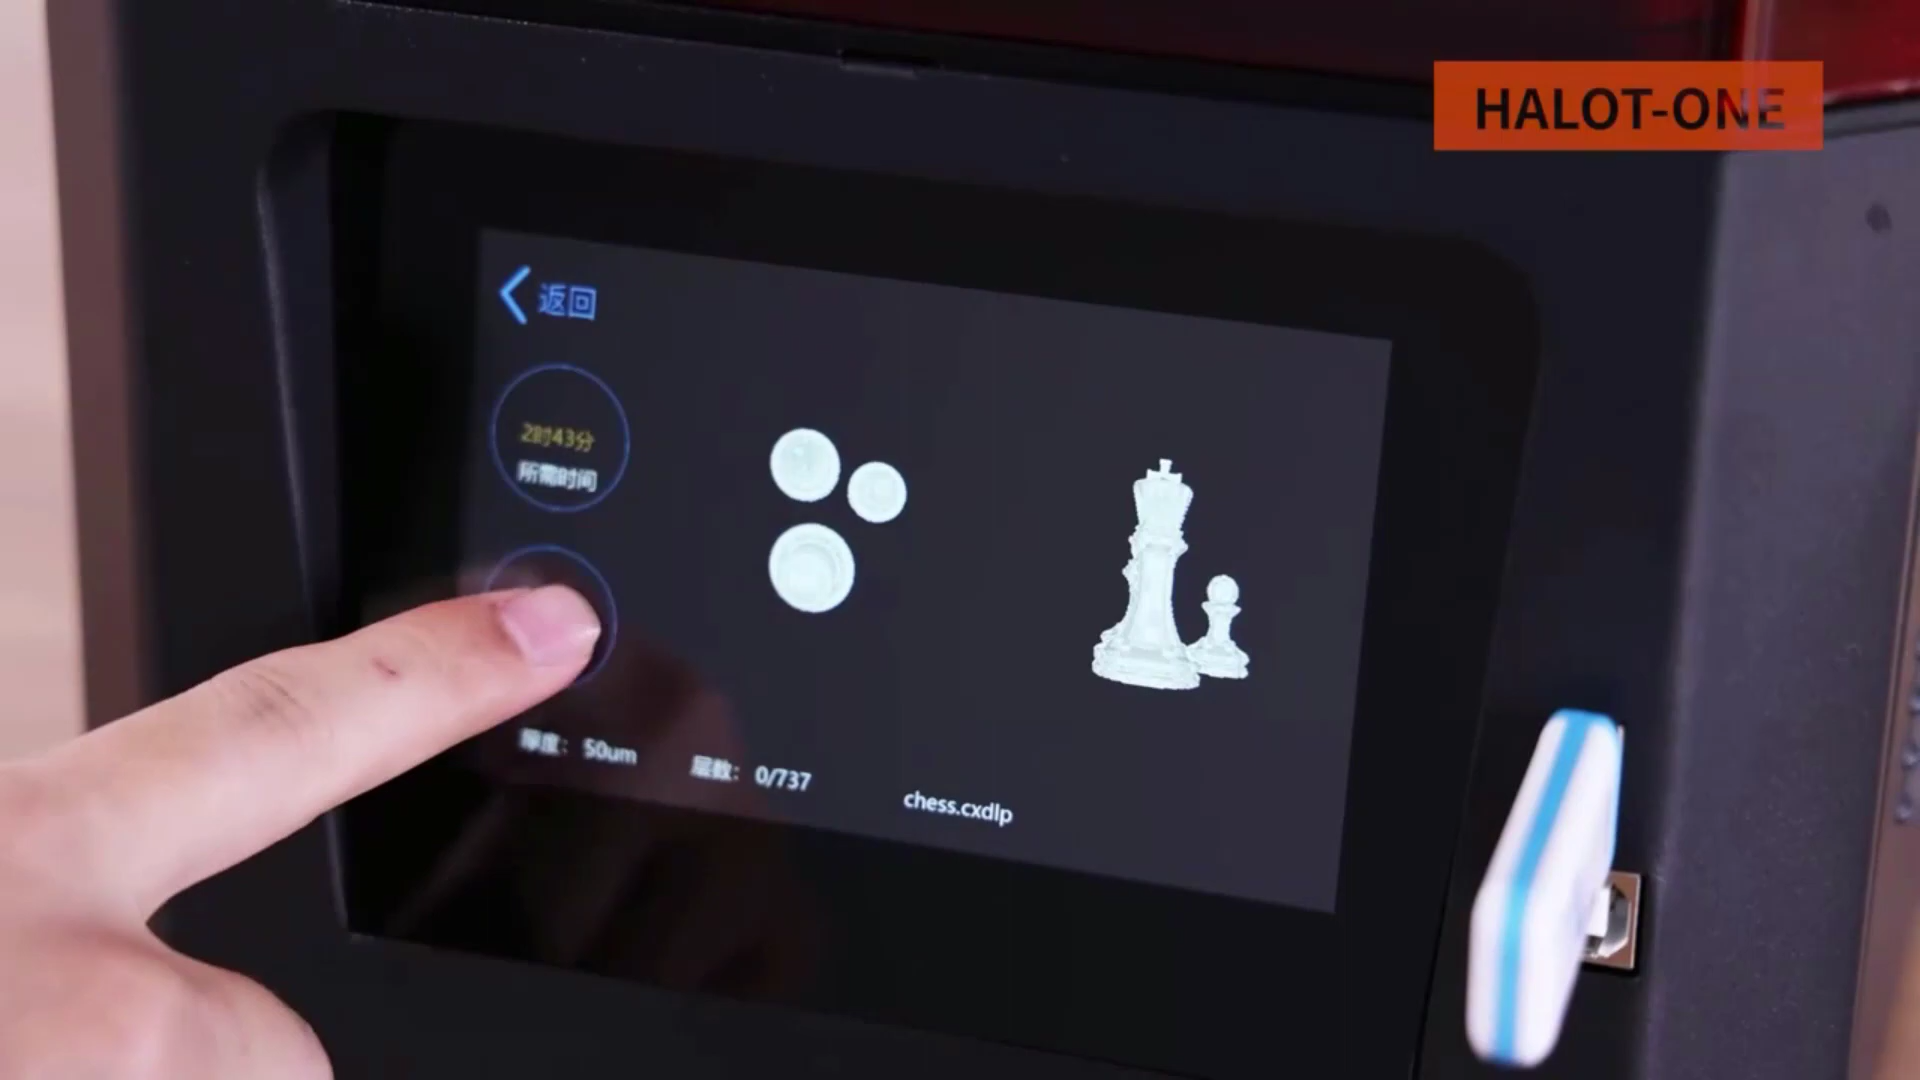 HALOT-ONE
返回
2时43分
所需时间
厚度： 50um
层数： 0/737
chess.cxdlp